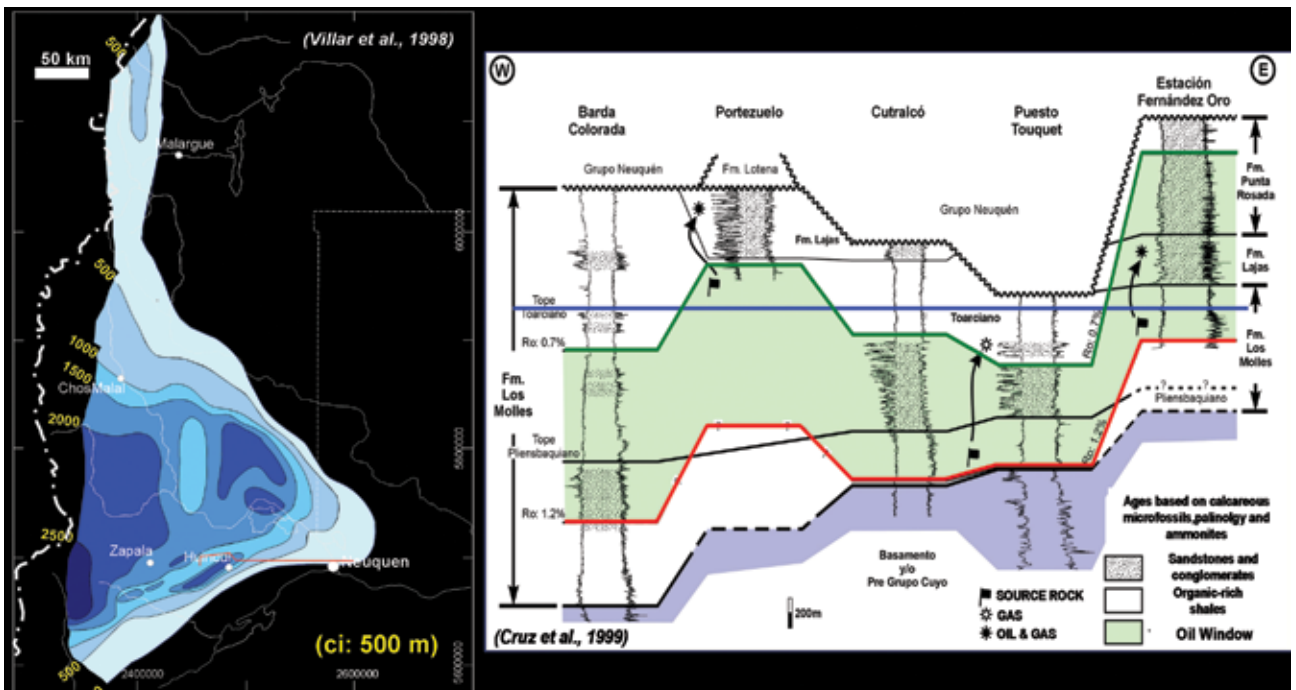 500
50 km
(Villar et al., 1998)
Malargue
500
1000
1500
ChosMalal
2000
2500
Zapala
Neuquen
(ci: 500 m)
500
0
2400000
2600000
6000000
5800000
5600000
W
E
Barda
Colorada
Portezuelo
Cutralcó
Puesto
Touquet
Estación
Fernández Oro
Grupo Neuquén
Fm. Lotena
Grupo Neuquén
Fm. Lajas
Fm.
Punta
Rosada
Fm.
Lajas
Fm.
Los
Molles
Tope
Toarciano
Toarciano
Ro: 0.7%
Ro: 0.7%
Fm.
Los
Molles
Tope
Pliensbaquiano
? ?
Pliensbaquiano
Ro: 1.2%
Ro: 1.2%
Basamento
y/o
Pre Grupo Cuyo
200m
(Cruz et al., 1999)
SOURCE ROCK
GAS
OIL & GAS
Ages based on calcareous
microfossils,palinolgy and
ammonites
Sandstones and
conglomerates
Organic-rich
shales
Oil Window